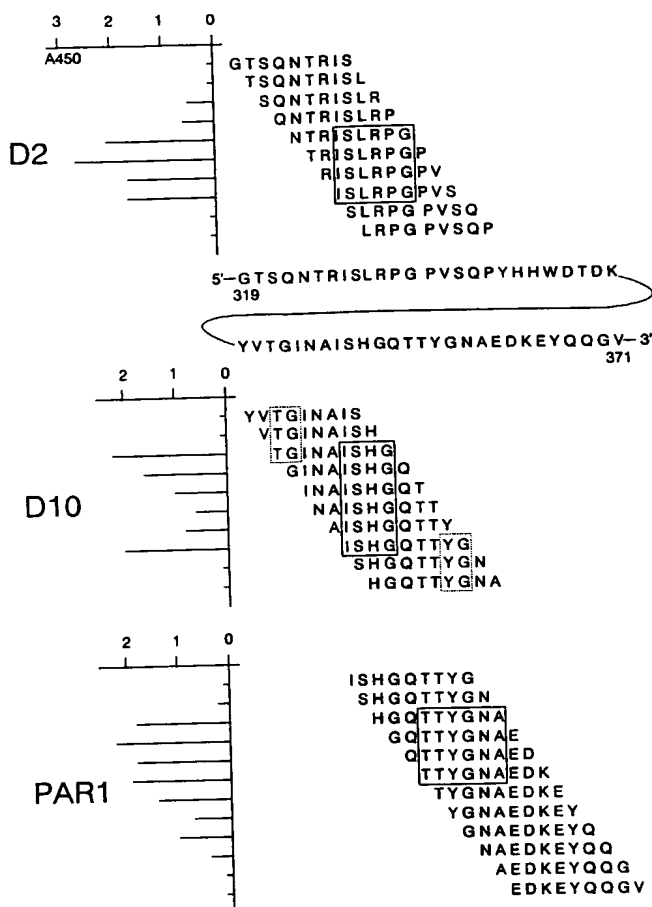 3 2 1 0
A450
D2
GTSQNTRIS
TSQNTRISL
SQNTRISLR
QNTRISLRP
NTRISLRPG
TRISLRPGP
RISLRPGPV
ISLRPGPVS
SLRPGPVSQ
LRPGPVSQP
5'–GTSQNTRISLRPGPVSQPYHHWDTDK
319
YVTGINAISHGQTTYGNAEDKEYQQGV–3'
371
2 1 0
D10
YVTGINAIS
VTGINAISH
TGINAISHG
GINAISHGQ
INAISHGQT
NAISHGQTT
AISHGQTTY
ISHGQTTYG
SHGQTTYGN
HGQTTYGNA
2 1 0
PAR1
ISHGQTTYG
SHGQTTYGN
HGQTTYGNA
GQTTYGNAE
QTTYGNAED
TTYGNAEDK
TYGNAEDKE
YGNAEDKEY
GNAEDKEYQ
NAEDKEYQQ
AEDKEYQQG
EDKEYQQGV